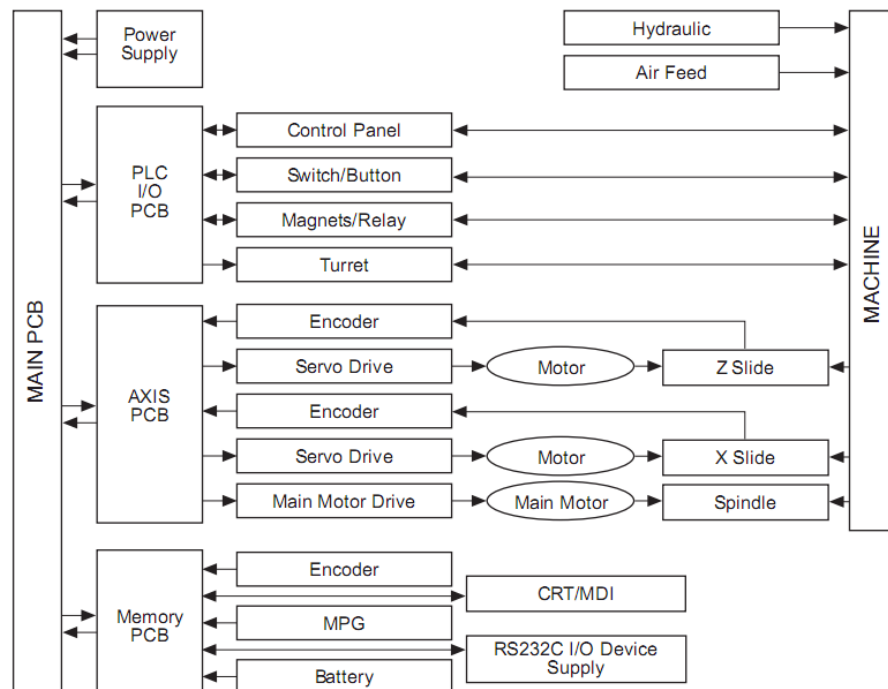 Power
Supply
Hydraulic
Air Feed
PLC
I/O
PCB
Control Panel
Switch/Button
Magnets/Relay
Turret
MAIN PCB
MACHINE
AXIS
PCB
Encoder
Servo Drive
Motor
Z Slide
Encoder
Servo Drive
Motor
X Slide
Main Motor Drive
Main Motor
Spindle
Memory
PCB
Encoder
CRT/MDI
MPG
RS232C I/O Device
Supply
Battery